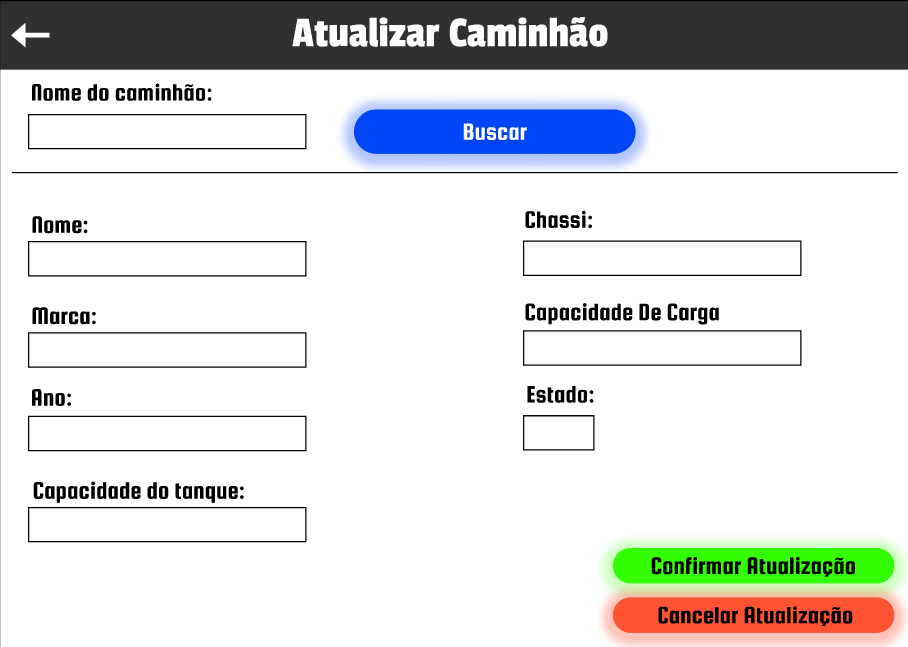 Atualizar Caminhão
Nome do caminhão:
Buscar
Nome:
Chassi:
Marca:
Capacidade De Carga
Ano:
Estado:
Capacidade do tanque:
Confirmar Atualização
Cancelar Atualização